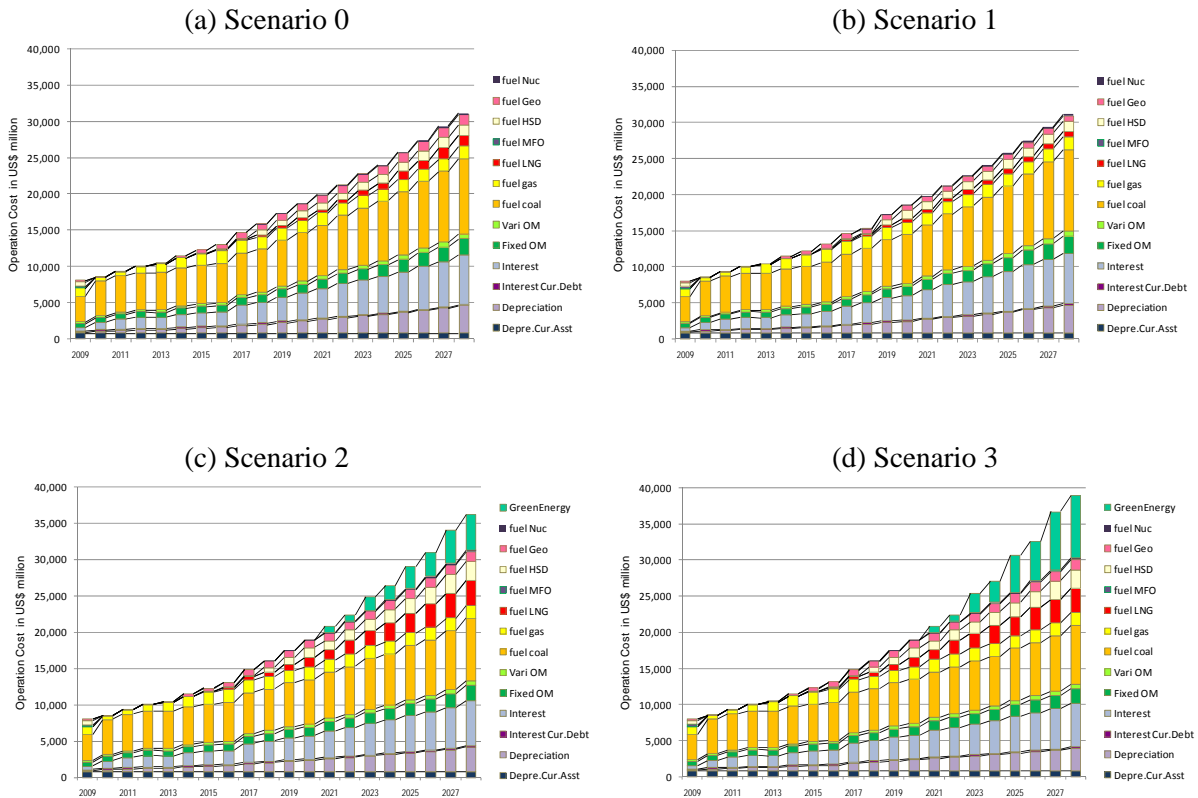 (a) Scenario 0
Operation Cost in US$ million
40,000
35,000
30,000
25,000
20,000
15,000
10,000
5,000
0
2009 2011 2013 2015 2017 2019 2021 2023 2025 2027
fuel Nuc
fuel Geo
fuel HSD
fuel MFO
fuel LNG
fuel gas
fuel coal
Vari OM
Fixed OM
Interest
Interest Cur.Debt
Depreciation
Depre.Cur.Asst
(b) Scenario 1
Operation Cost in US$ million
40,000
35,000
30,000
25,000
20,000
15,000
10,000
5,000
0
2009 2011 2013 2015 2017 2019 2021 2023 2025 2027
fuel Nuc
fuel Geo
fuel HSD
fuel MFO
fuel LNG
fuel gas
fuel coal
Vari OM
Fixed OM
Interest
Interest Cur.Debt
Depreciation
Depre.Cur.Asst
(c) Scenario 2
Operation Cost in US$ million
40,000
35,000
30,000
25,000
20,000
15,000
10,000
5,000
0
2009 2011 2013 2015 2017 2019 2021 2023 2025 2027
GreenEnergy
fuel Nuc
fuel Geo
fuel HSD
fuel MFO
fuel LNG
fuel gas
fuel coal
Vari OM
Fixed OM
Interest
Interest Cur.Debt
Depreciation
Depre.Cur.Asst
(d) Scenario 3
Operation Cost in US$ million
40,000
35,000
30,000
25,000
20,000
15,000
10,000
5,000
0
2009 2011 2013 2015 2017 2019 2021 2023 2025 2027
GreenEnergy
fuel Nuc
fuel Geo
fuel HSD
fuel MFO
fuel LNG
fuel gas
fuel coal
Vari OM
Fixed OM
Interest
Interest Cur.Debt
Depreciation
Depre.Cur.Asst